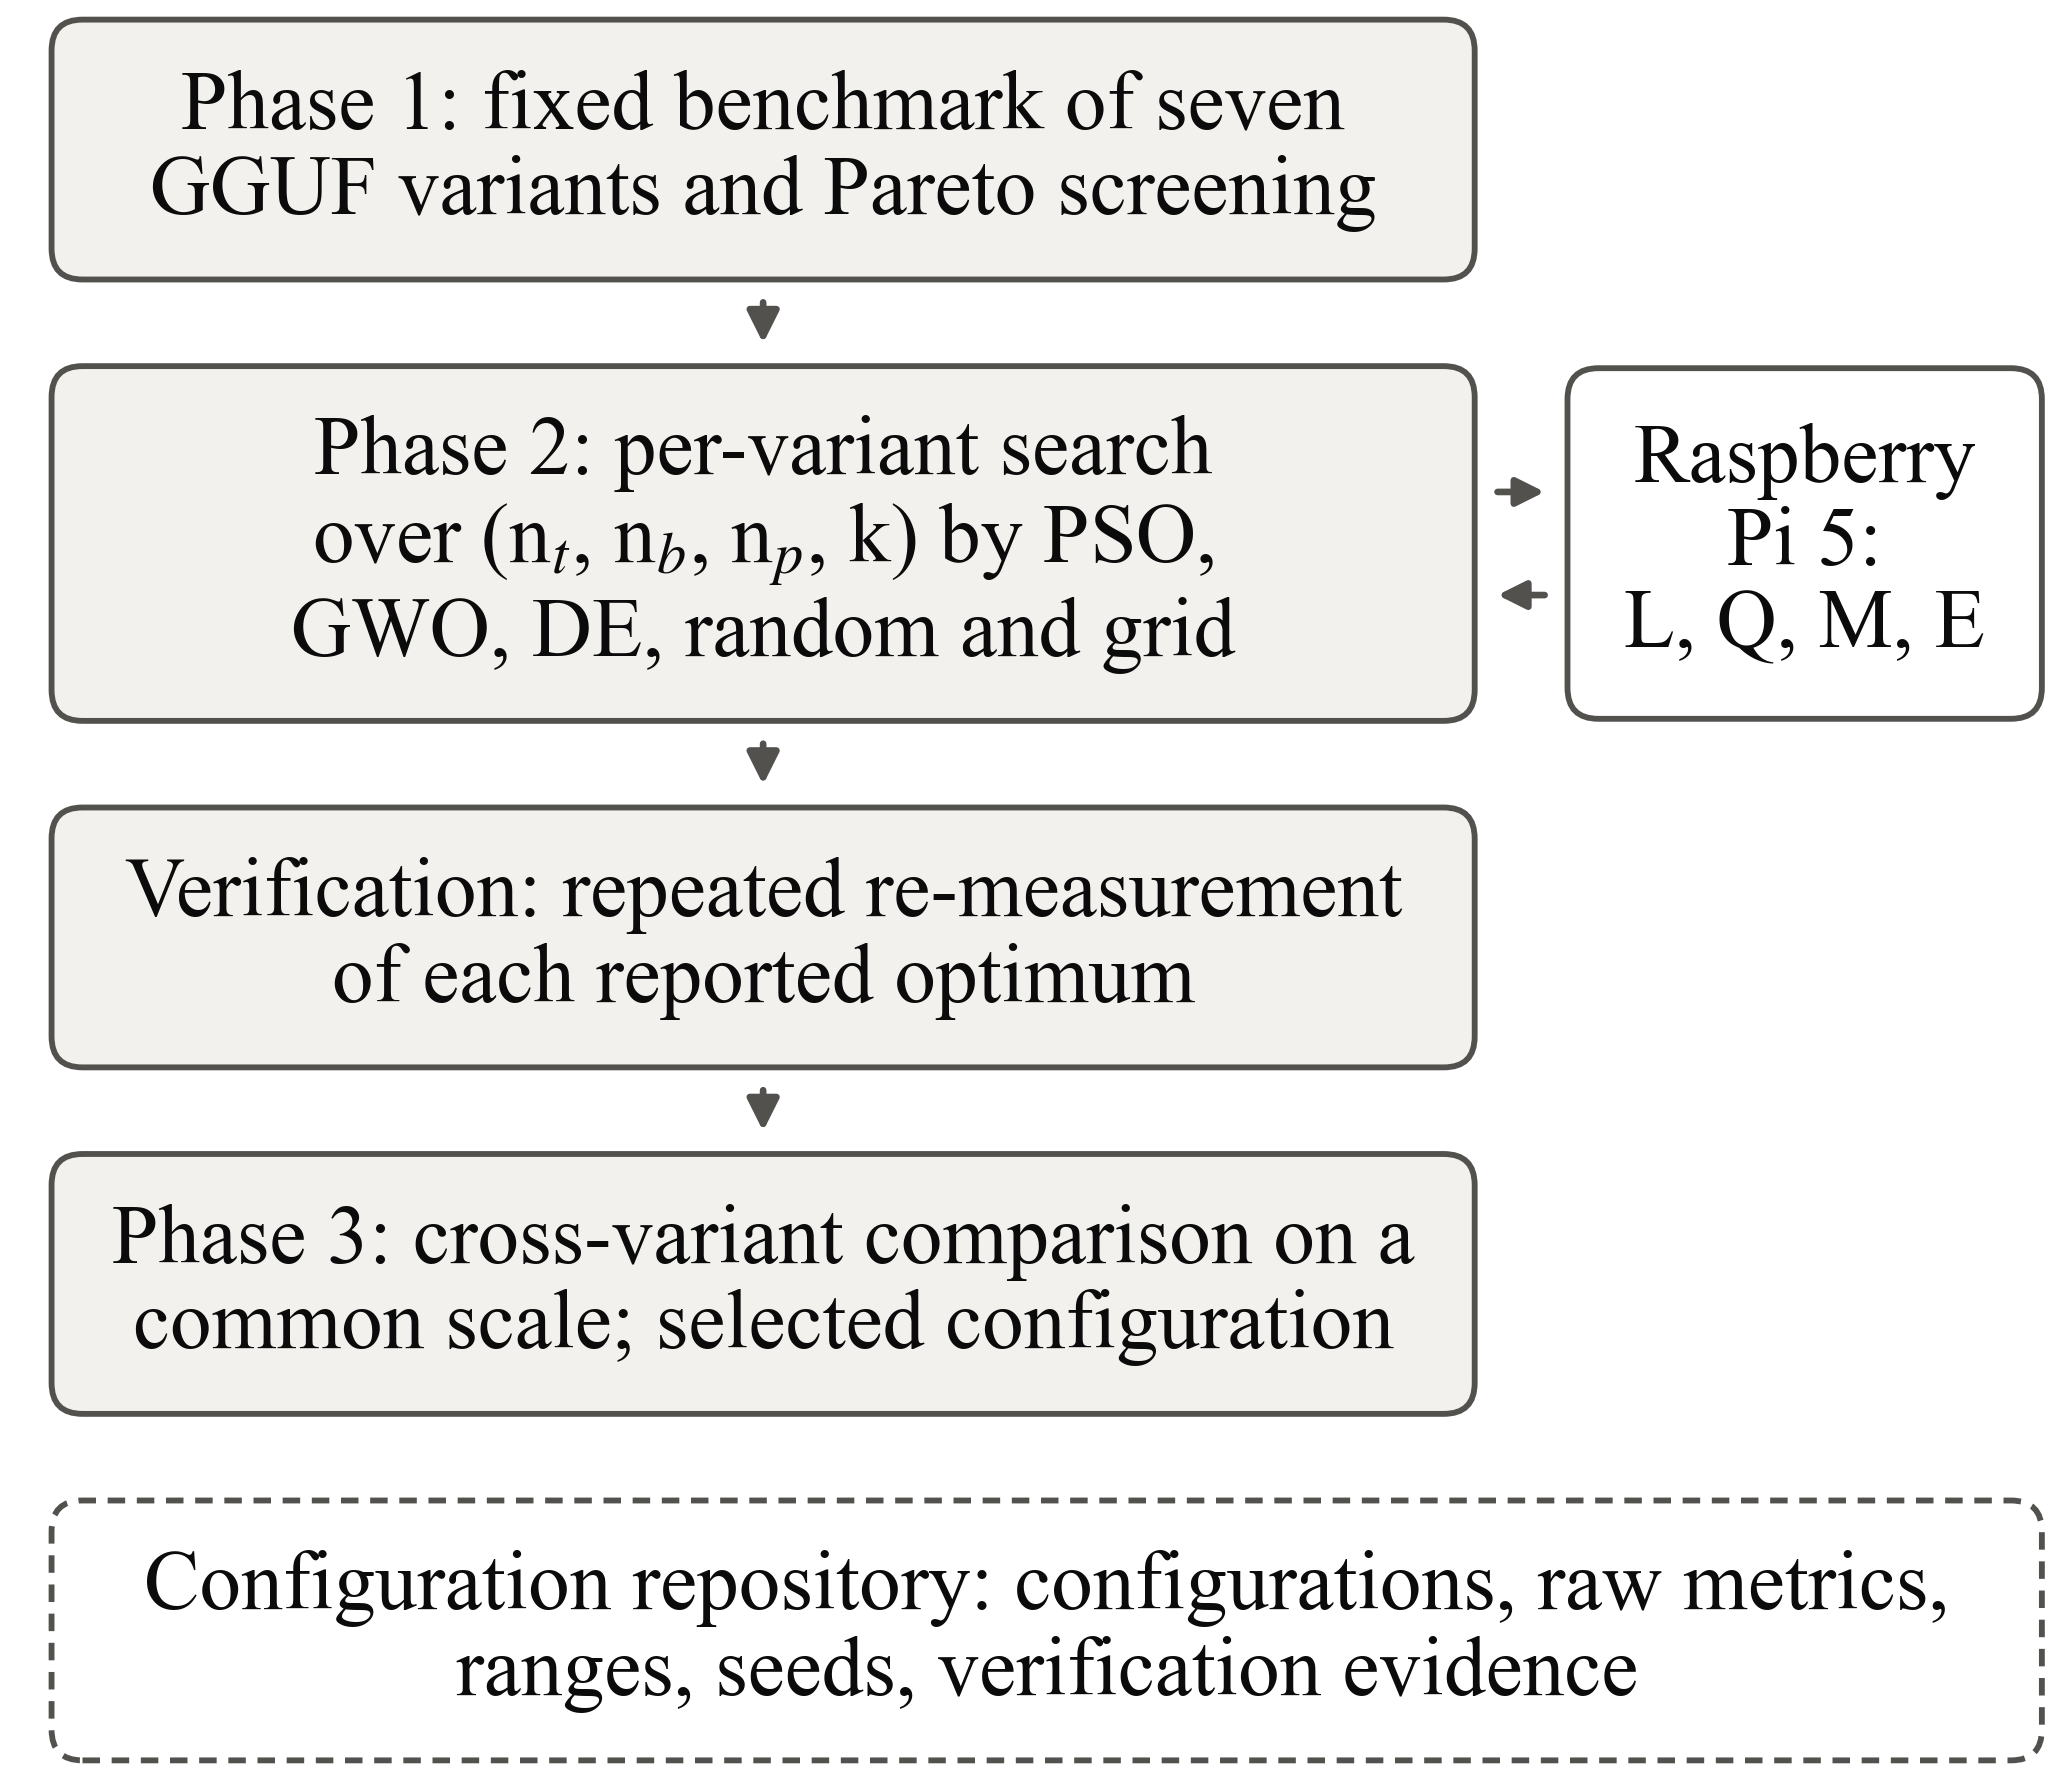 Phase 1: fixed benchmark of seven
GGUF variants and Pareto screening
Phase 2: per-variant search
over (nₜ, n_b, nₚ, k) by PSO,
GWO, DE, random and grid
Raspberry
Pi 5:
L, Q, M, E
Verification: repeated re-measurement
of each reported optimum
Phase 3: cross-variant comparison on a
common scale; selected configuration
Configuration repository: configurations, raw metrics,
ranges, seeds, verification evidence